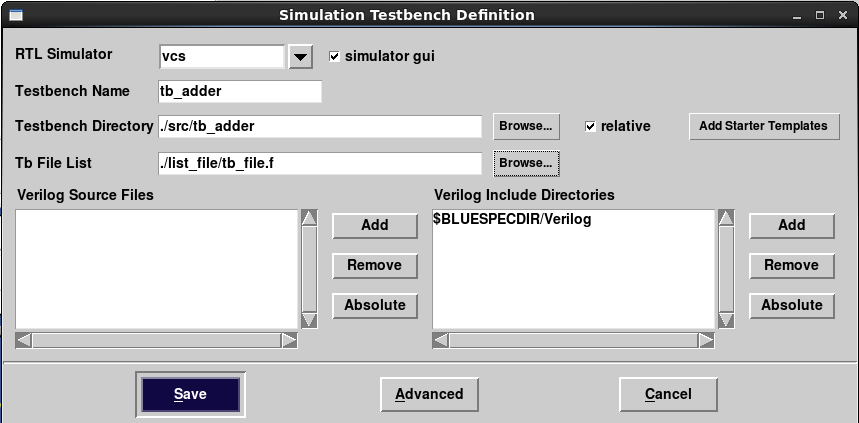 Simulation Testbench Definition
RTL Simulator vcs simulator gui
Testbench Name tb_adder
Testbench Directory ./src/tb_adder Browse... relative Add Starter Templates
Tb File List ./list_file/tb_file.f Browse...
Verilog Source Files Verilog Include Directories
$BLUESPECDIR/Verilog
Add Add
Remove Remove
Absolute Absolute
Save Advanced Cancel